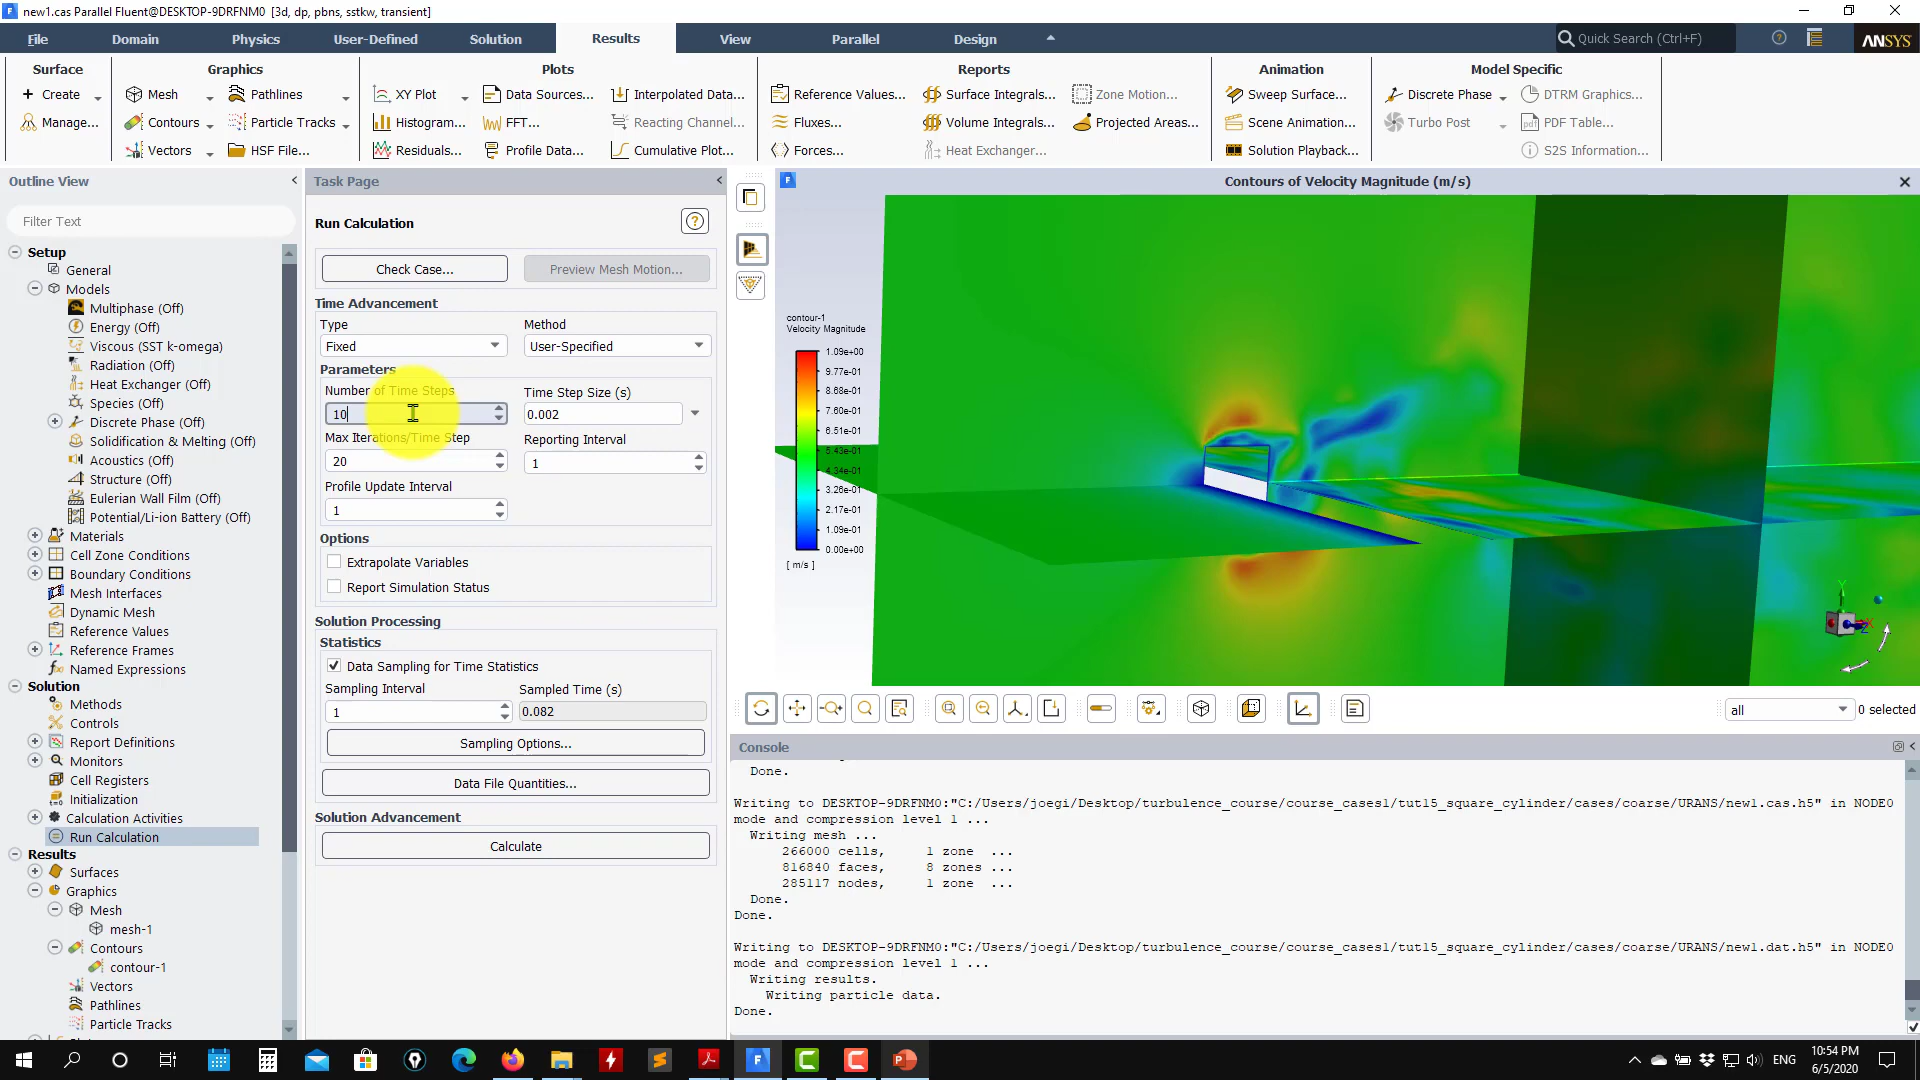 new1.cas Parallel Fluent@DESKTOP-9DRFNM0 [3d, dp, pbns, sstkw, transient]
File Domain Physics User-Defined Solution Results View Parallel Design Quick Search (Ctrl+F) ANSYS
Surface Graphics Plots Reports Animation Model Specific
Create Mesh Pathlines XY Plot Data Sources... Interpolated Data... Reference Values... Surface Integrals... Zone Motion... Sweep Surface... Discrete Phase DTRM Graphics...
Manage... Contours Particle Tracks Histogram... FFT... Reacting Channel... Fluxes... Volume Integrals... Projected Areas... Scene Animation... Turbo Post PDF Table...
Vectors HSF File... Residuals... Profile Data... Cumulative Plot... Forces... Heat Exchanger... Solution Playback... S2S Information...
Outline View
Filter Text
Setup
General
Models
Multiphase (Off)
Energy (Off)
Viscous (SST k-omega)
Radiation (Off)
Heat Exchanger (Off)
Species (Off)
Discrete Phase (Off)
Solidification & Melting (Off)
Acoustics (Off)
Structure (Off)
Eulerian Wall Film (Off)
Potential/Li-ion Battery (Off)
Materials
Cell Zone Conditions
Boundary Conditions
Mesh Interfaces
Dynamic Mesh
Reference Values
Reference Frames
Named Expressions
Solution
Methods
Controls
Report Definitions
Monitors
Cell Registers
Initialization
Calculation Activities
Run Calculation
Results
Surfaces
Graphics
Mesh
mesh-1
Contours
contour-1
Vectors
Pathlines
Particle Tracks
Task Page
Run Calculation
Check Case... Preview Mesh Motion...
Time Advancement
Type Method
Fixed User-Specified
Parameters
Number of Time Steps Time Step Size (s)
10 0.002
Max Iterations/Time Step Reporting Interval
20 1
Profile Update Interval
1
Options
Extrapolate Variables
Report Simulation Status
Solution Processing
Statistics
Data Sampling for Time Statistics
Sampling Interval Sampled Time (s)
1 0.082
Sampling Options...
Data File Quantities...
Solution Advancement
Calculate
Contours of Velocity Magnitude (m/s)
contour-1
Velocity Magnitude
1.09e+00
9.77e-01
8.68e-01
7.60e-01
6.51e-01
5.43e-01
4.34e-01
3.26e-01
2.17e-01
1.09e-01
0.00e+00
[ m/s ]
Y
X
Z
all 0 selected
Console
Done.
Writing to DESKTOP-9DRFNM0:"C:/Users/joegi/Desktop/turbulence_course/course_cases1/tut15_square_cylinder/cases/coarse/URANS/new1.cas.h5" in NODE0
mode and compression level 1 ...
Writing mesh ...
266000 cells, 1 zone ...
816840 faces, 8 zones ...
285117 nodes, 1 zone ...
Done.
Done.
Writing to DESKTOP-9DRFNM0:"C:/Users/joegi/Desktop/turbulence_course/course_cases1/tut15_square_cylinder/cases/coarse/URANS/new1.dat.h5" in NODE0
mode and compression level 1 ...
Writing results.
Writing particle data.
Done.
ENG
10:54 PM
6/5/2020